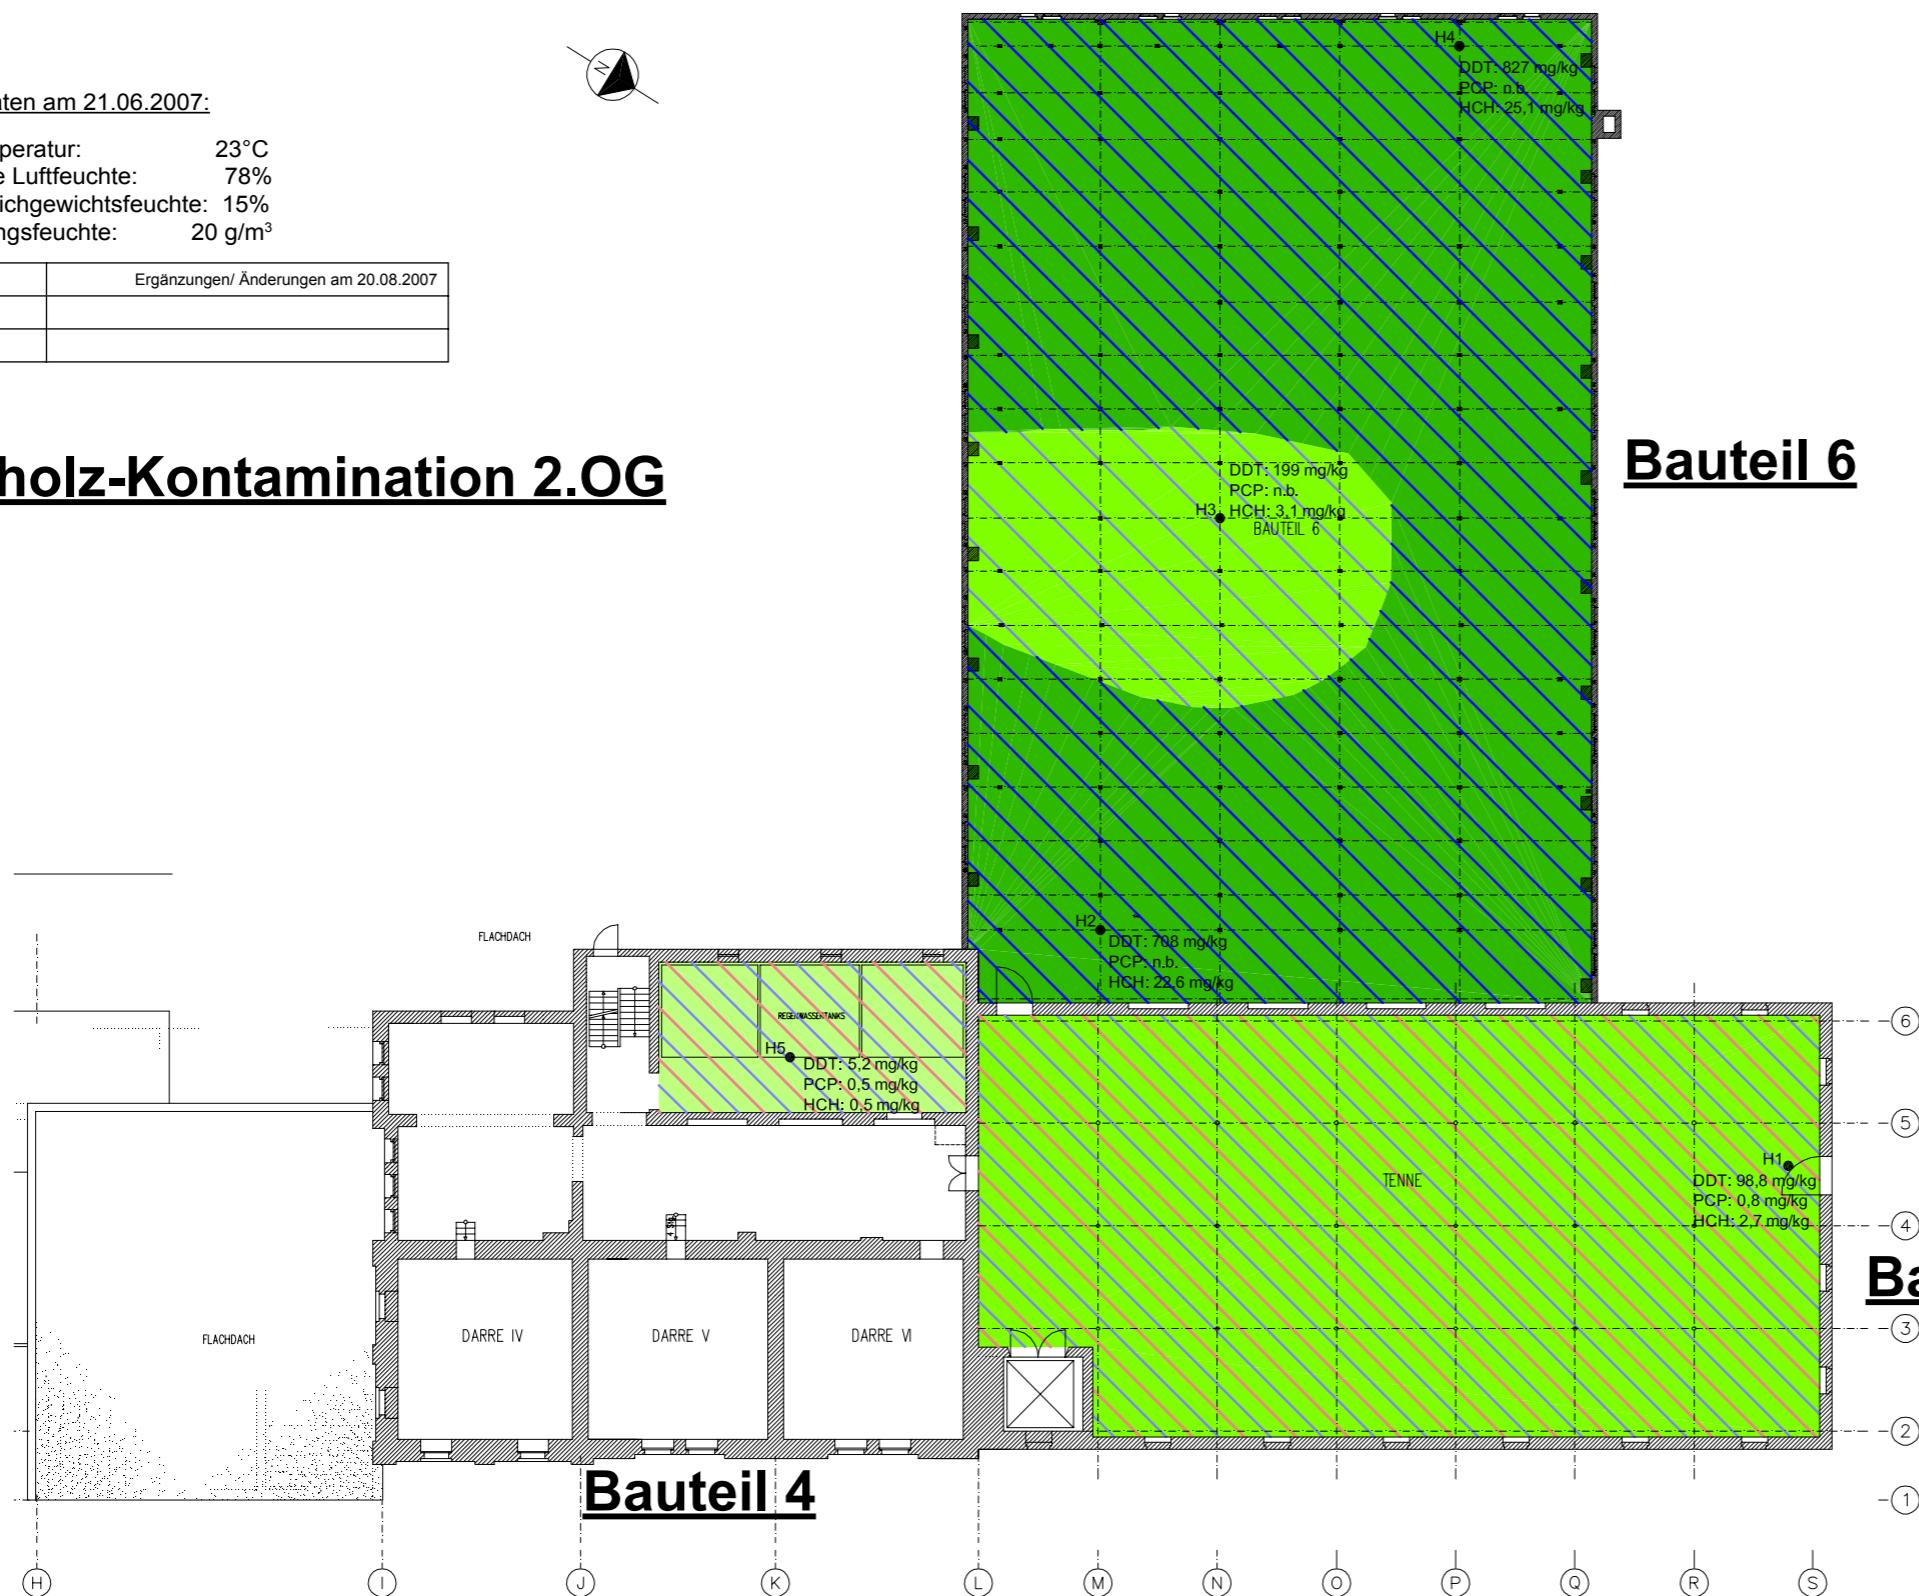 N
aten am 21.06.2007:
peratur: 23°C
e Luftfeuchte: 78%
ichgewichtsfeuchte: 15%
ngsfeuchte: 20 g/m³
Ergänzungen/ Änderungen am 20.08.2007
holz-Kontamination 2.OG
Bauteil 6
H4
DDT: 827 mg/kg
PCP: n.b.
HCH: 25,1 mg/kg
DDT: 199 mg/kg
PCP: n.b.
H3
HCH: 3,1 mg/kg
BAUTEIL 6
H2
DDT: 708 mg/kg
PCP: n.b.
HCH: 22,6 mg/kg
FLACHDACH
REGENWASSERTANKS
H5
DDT: 5,2 mg/kg
PCP: 0,5 mg/kg
HCH: 0,5 mg/kg
TENNE
H1
DDT: 98,8 mg/kg
PCP: 0,8 mg/kg
HCH: 2,7 mg/kg
Ba
FLACHDACH
DARRE IV
DARRE V
DARRE VI
Bauteil 4
6
5
4
3
2
1
H I J K L M N O P Q R S